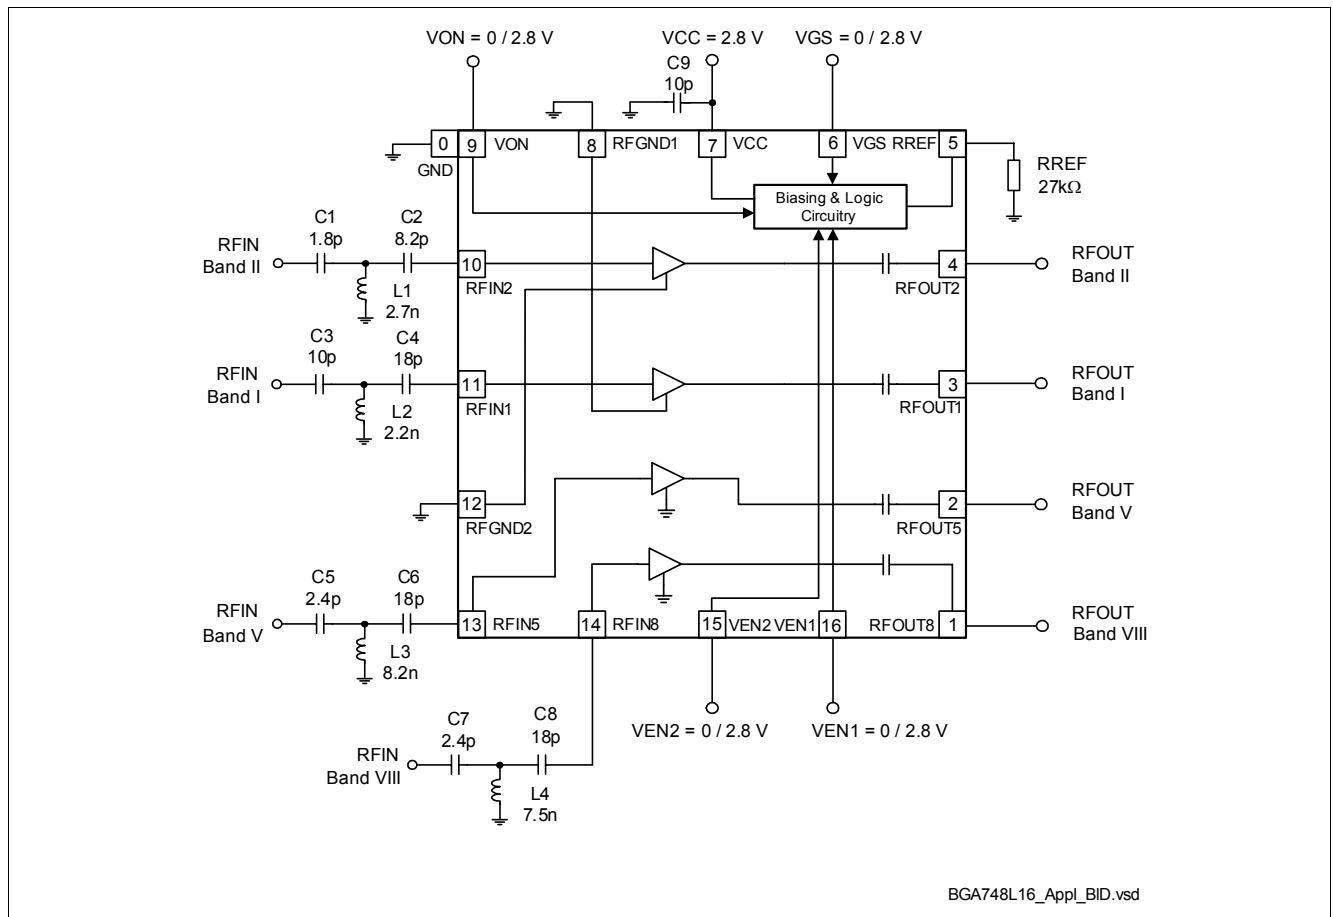 VON = 0 / 2.8 V
VCC = 2.8 V
VGS = 0 / 2.8 V
C9
10p
0
9
VON
8
RFGND1
7
VCC
6
VGS
RREF
5
GND
RREF
27kΩ
Biasing & Logic
Circuitry
RFIN
Band II
C1
1.8p
C2
8.2p
L1
2.7n
10
RFIN2
4
RFOUT2
RFOUT
Band II
RFIN
Band I
C3
10p
C4
18p
L2
2.2n
11
RFIN1
3
RFOUT1
RFOUT
Band I
12
RFGND2
2
RFOUT5
RFOUT
Band V
RFIN
Band V
C5
2.4p
C6
18p
L3
8.2n
13
RFIN5
14
RFIN8
15
VEN2
VEN1
16
RFOUT8
1
RFOUT
Band VIII
VEN2 = 0 / 2.8 V
VEN1 = 0 / 2.8 V
RFIN
Band VIII
C7
2.4p
C8
18p
L4
7.5n
BGA748L16_Appl_BID.vsd